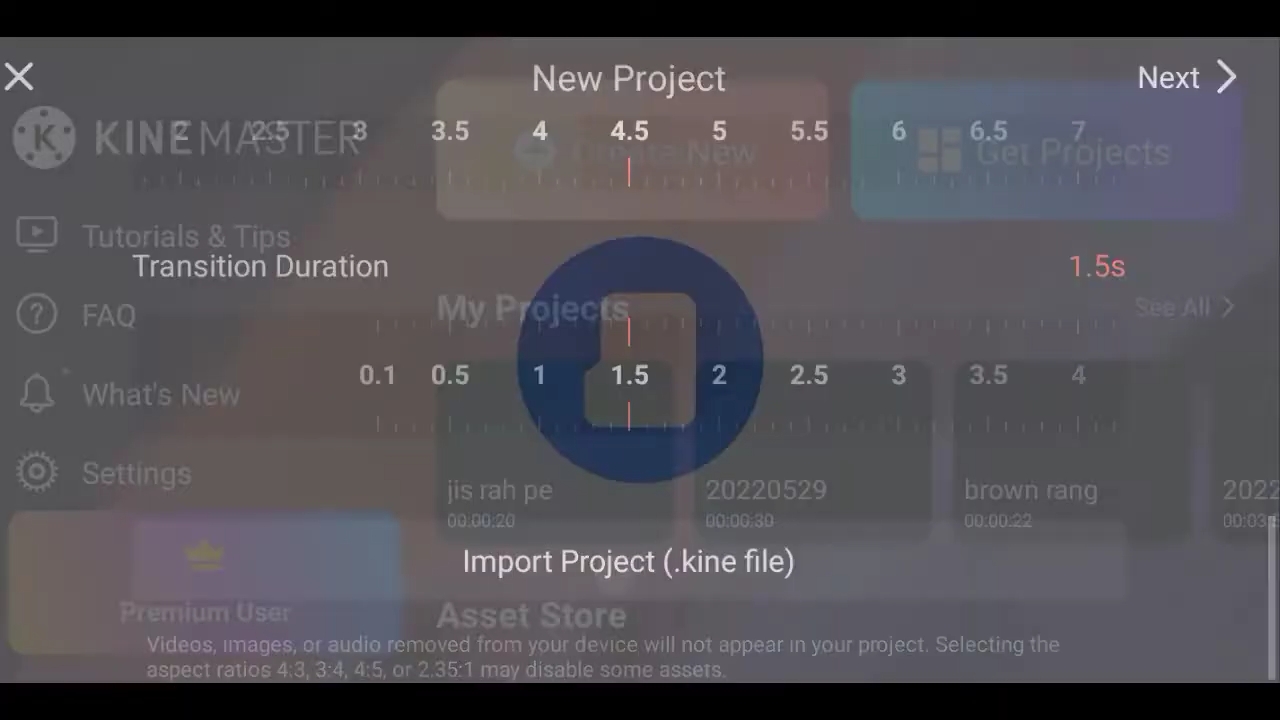 New Project
Next
KINEMASTER
2 2.5 3 3.5 4 4.5 5 5.5 6 6.5 7
Create New
Get Projects
Tutorials & Tips
Transition Duration
1.5s
My Projects
See All
FAQ
0.1 0.5 1 1.5 2 2.5 3 3.5 4
What's New
Settings
jis rah pe
20220529
brown rang
00:00:20
00:00:30
00:00:22
Import Project (.kine file)
Premium User
Asset Store
Videos, images, or audio removed from your device will not appear in your project. Selecting the
aspect ratios 4:3, 3:4, 4:5, or 2.35:1 may disable some assets.